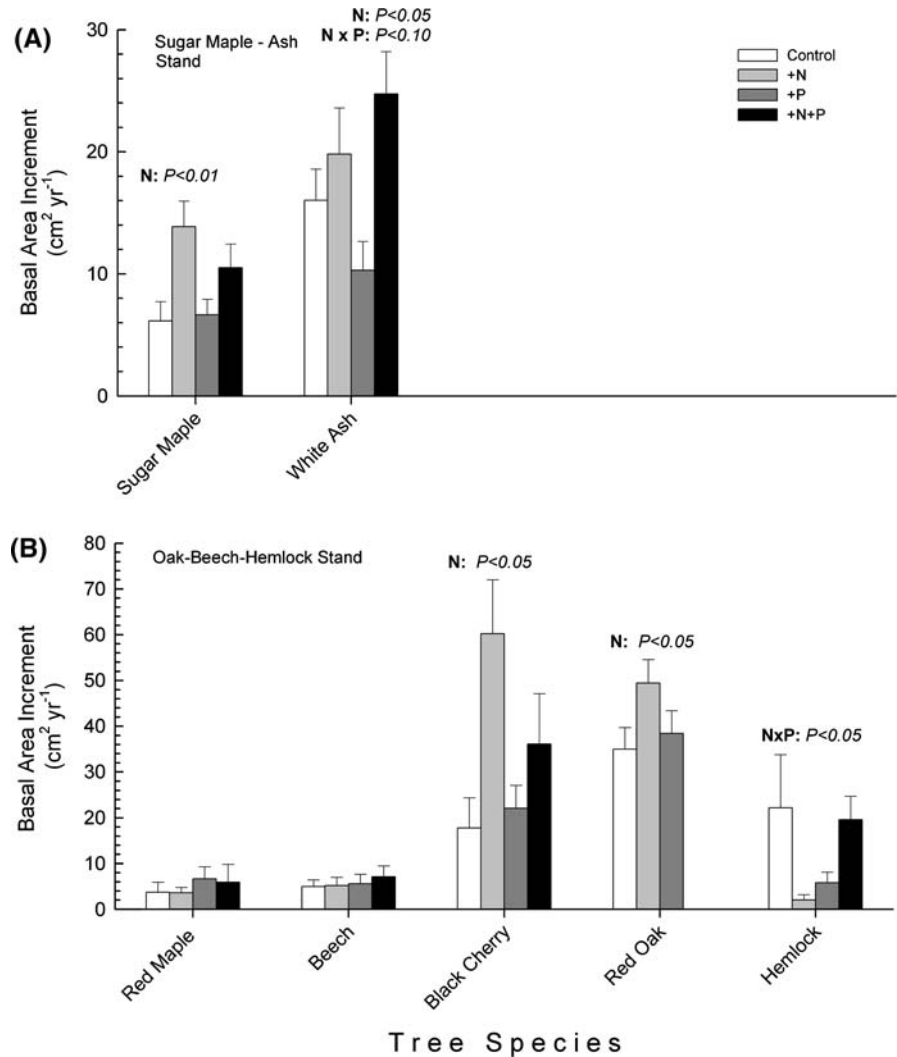 (A)
Sugar Maple - Ash
Stand
N: P<0.05
N x P: P<0.10
N: P<0.01
Control
+N
+P
+N+P
30
20
10
0
Basal Area Increment
(cm² yr⁻¹)
Sugar Maple
White Ash
(B)
Oak-Beech-Hemlock Stand
N: P<0.05
N: P<0.05
NxP: P<0.05
80
70
60
50
40
30
20
10
0
Basal Area Increment
(cm² yr⁻¹)
Red Maple
Beech
Black Cherry
Red Oak
Hemlock
Tree Species